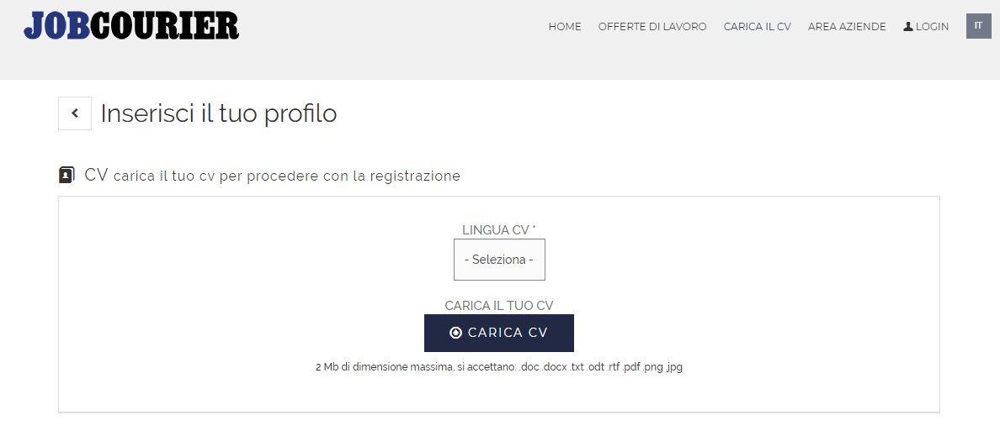 JOBCOURIER
HOME OFFERTE DI LAVORO CARICA IL CV AREA AZIENDE LOGIN IT
Inserisci il tuo profilo
CV carica il tuo cv per procedere con la registrazione
LINGUA CV *
- Seleziona -
CARICA IL TUO CV
CARICA CV
2 Mb di dimensione massima, si accettano: .doc .docx .txt .odt .rtf .pdf .png .jpg